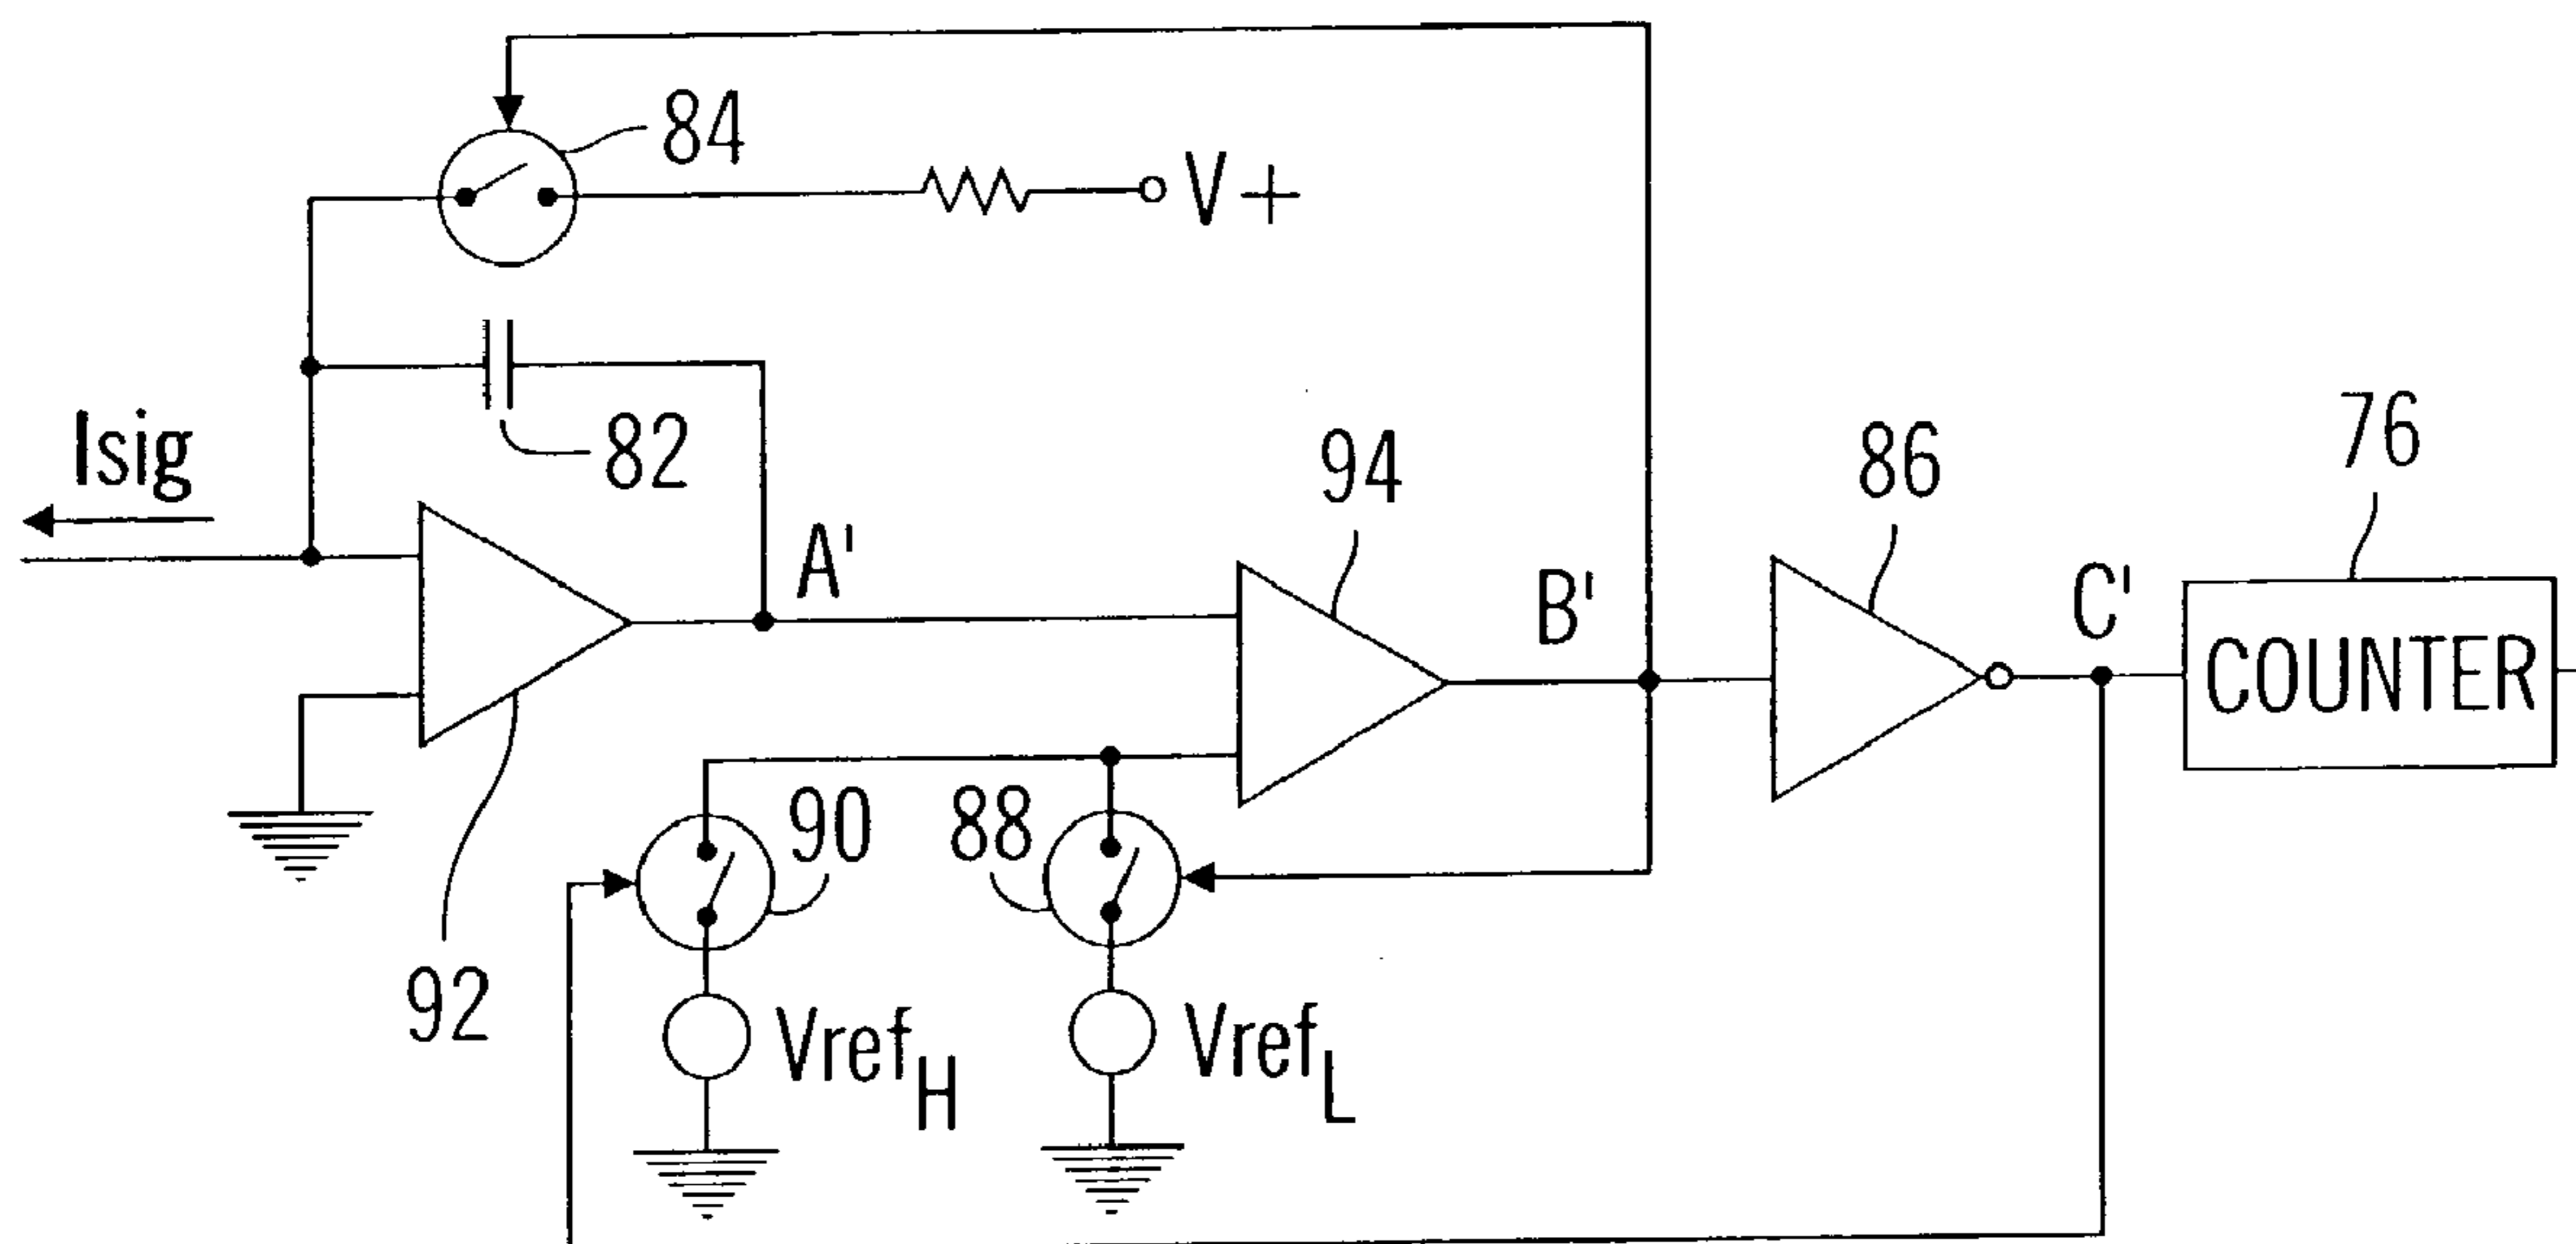 84
V+
Isig
82
A'
94
B'
86
C'
76
COUNTER
90
88
92
VrefH
VrefL